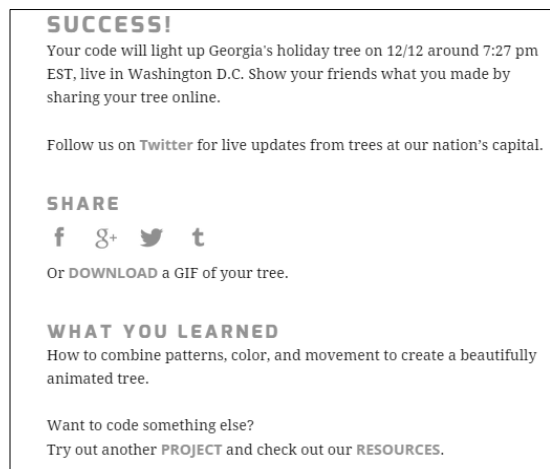 SUCCESS!
Your code will light up Georgia's holiday tree on 12/12 around 7:27 pm
EST, live in Washington D.C. Show your friends what you made by
sharing your tree online.
Follow us on Twitter for live updates from trees at our nation’s capital.
SHARE
f g+ t
Or DOWNLOAD a GIF of your tree.
WHAT YOU LEARNED
How to combine patterns, color, and movement to create a beautifully
animated tree.
Want to code something else?
Try out another PROJECT and check out our RESOURCES.